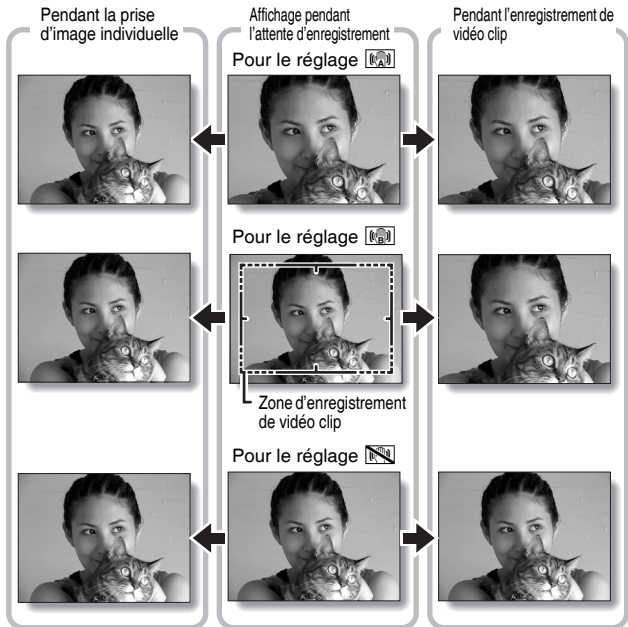 Pendant la prise
d'image individuelle
Affichage pendant
l'attente d'enregistrement
Pendant l'enregistrement de
vidéo clip
Pour le réglage A
Pour le réglage B
Zone d'enregistrement
de vidéo clip
Pour le réglage